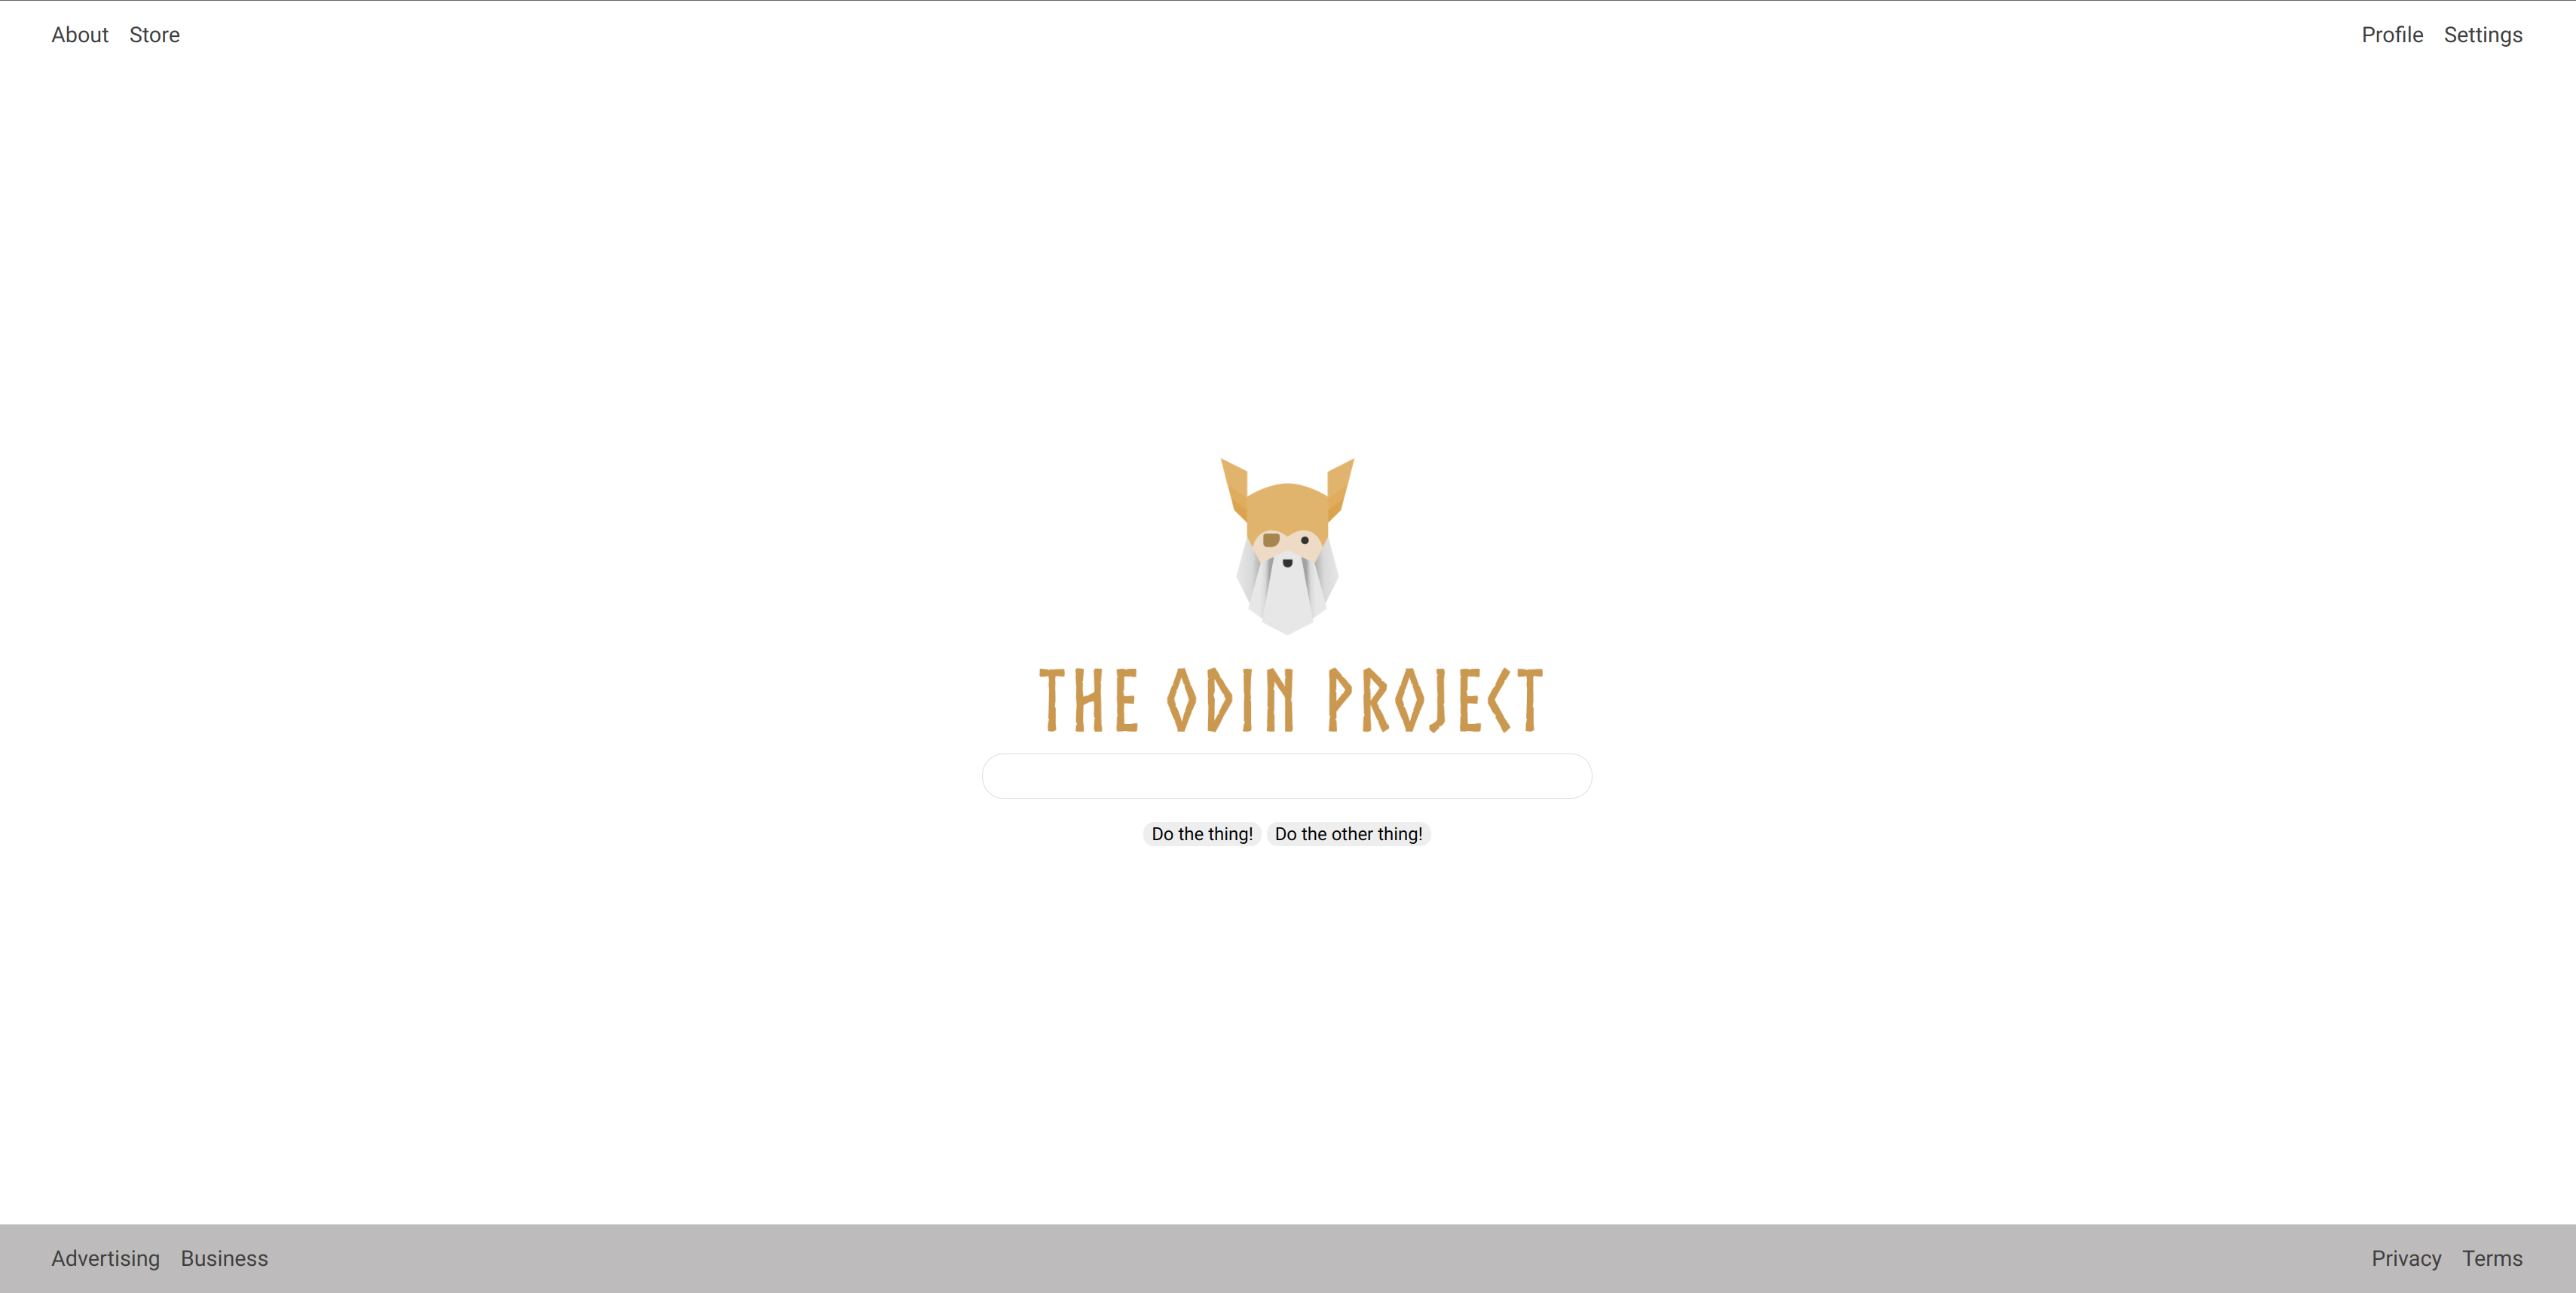 About Store Profile Settings
THE ODIN PROJECT
Do the thing! Do the other thing!
Advertising Business Privacy Terms